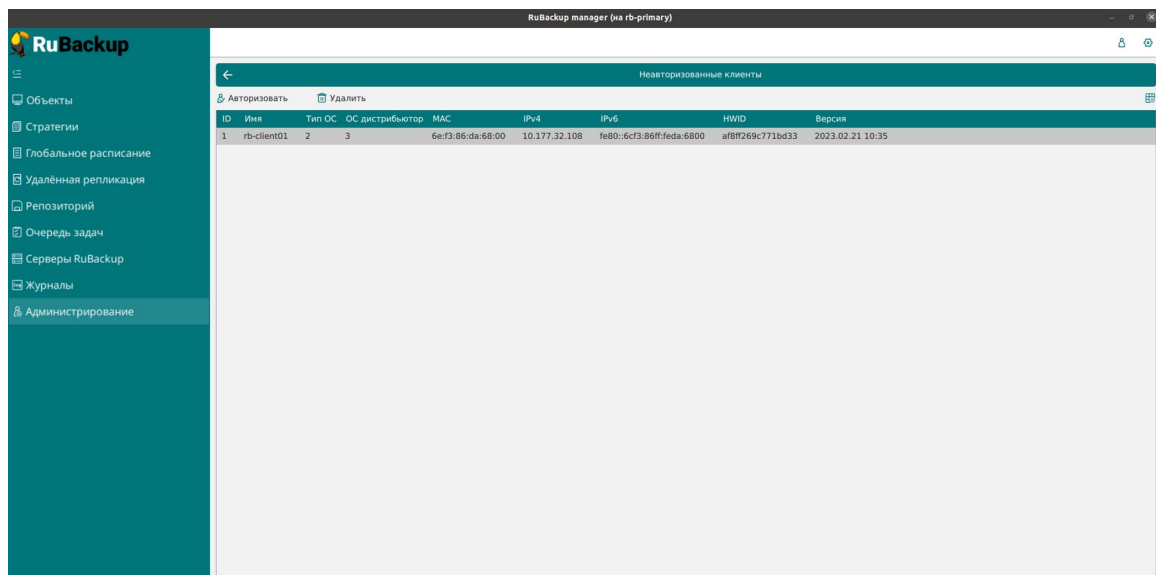 RuBackup manager (на rb-primary)
RuBackup
Неавторизованные клиенты
Объекты
Стратегии
Глобальное расписание
Удалённая репликация
Репозиторий
Очередь задач
Серверы RuBackup
Журналы
Администрирование
Авторизовать Удалить
ID Имя Тип ОС ОС дистрибьютор MAC IPv4 IPv6 HWID Версия
1 rb-client01 2 3 6e:f3:86:da:68:00 10.177.32.108 fe80::6cf3:86ff:feda:6800 af8ff269c771bd33 2023.02.21 10:35